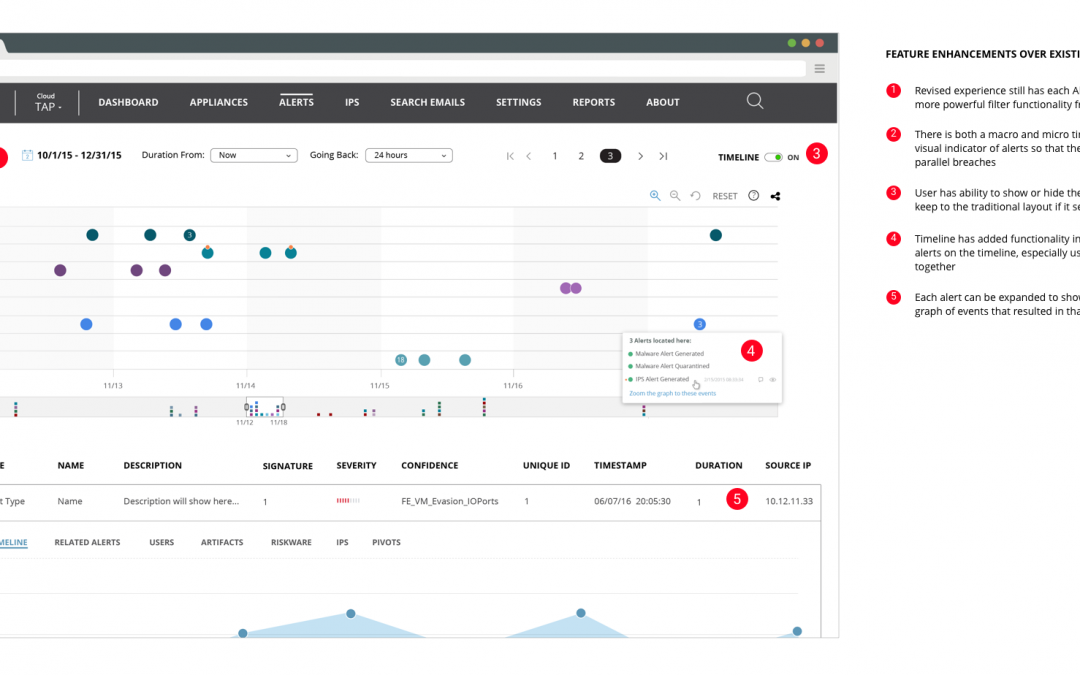 Cloud
TAP
DASHBOARD APPLIANCES ALERTS IPS SEARCH EMAILS SETTINGS REPORTS ABOUT
10/1/15 - 12/31/15 Duration From: Now Going Back: 24 hours 1 2 3 TIMELINE ON 3
RESET ?
3
3
18
3 Alerts located here:
Malware Alert Generated
Malware Alert Quarantined
IPS Alert Generated
Zoom the graph to these events
4
11/13 11/14 11/15 11/16
11/12 11/18
E NAME DESCRIPTION SIGNATURE SEVERITY CONFIDENCE UNIQUE ID TIMESTAMP DURATION SOURCE IP
t Type Name Description will show here... 1 FE_VM_Evasion_IOPorts 1 06/07/16 20:05:30 1 5 10.12.11.33
MELINE RELATED ALERTS USERS ARTIFACTS RISKWARE IPS PIVOTS
FEATURE ENHANCEMENTS OVER EXISTI
1 Revised experience still has each A
more powerful filter functionality f
2 There is both a macro and micro ti
visual indicator of alerts so that the
parallel breaches
3 User has ability to show or hide the
keep to the traditional layout if it s
4 Timeline has added functionality in
alerts on the timeline, especially us
together
5 Each alert can be expanded to sho
graph of events that resulted in tha